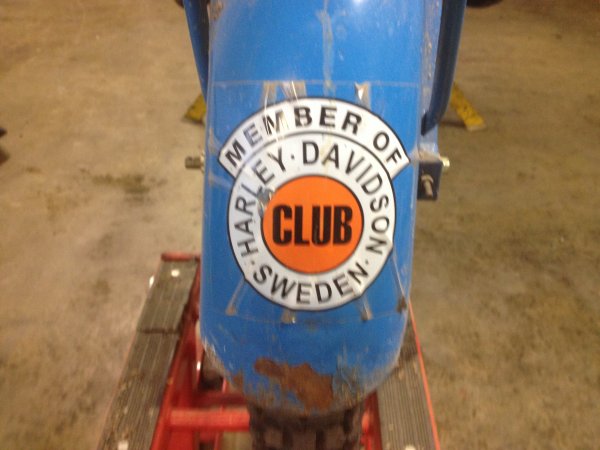 MEMBER OF
HARLEY·DAVIDSON
CLUB
·SWEDEN·